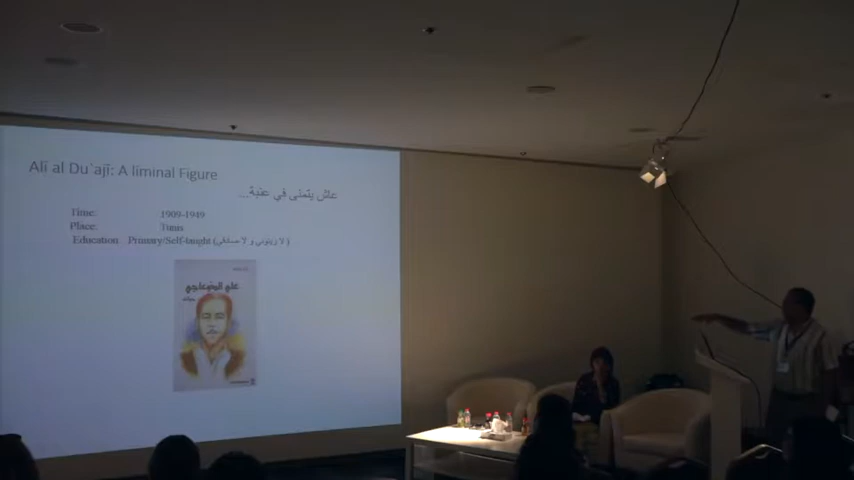 Alī al Du‘ajī: A liminal Figure
عاش يتمنى في عنبة...
Time: 1909-1949
Place: Tunis
Education Primary/Self-taught (لا زيتوني و لا صادقي)
علي الدوعاجي